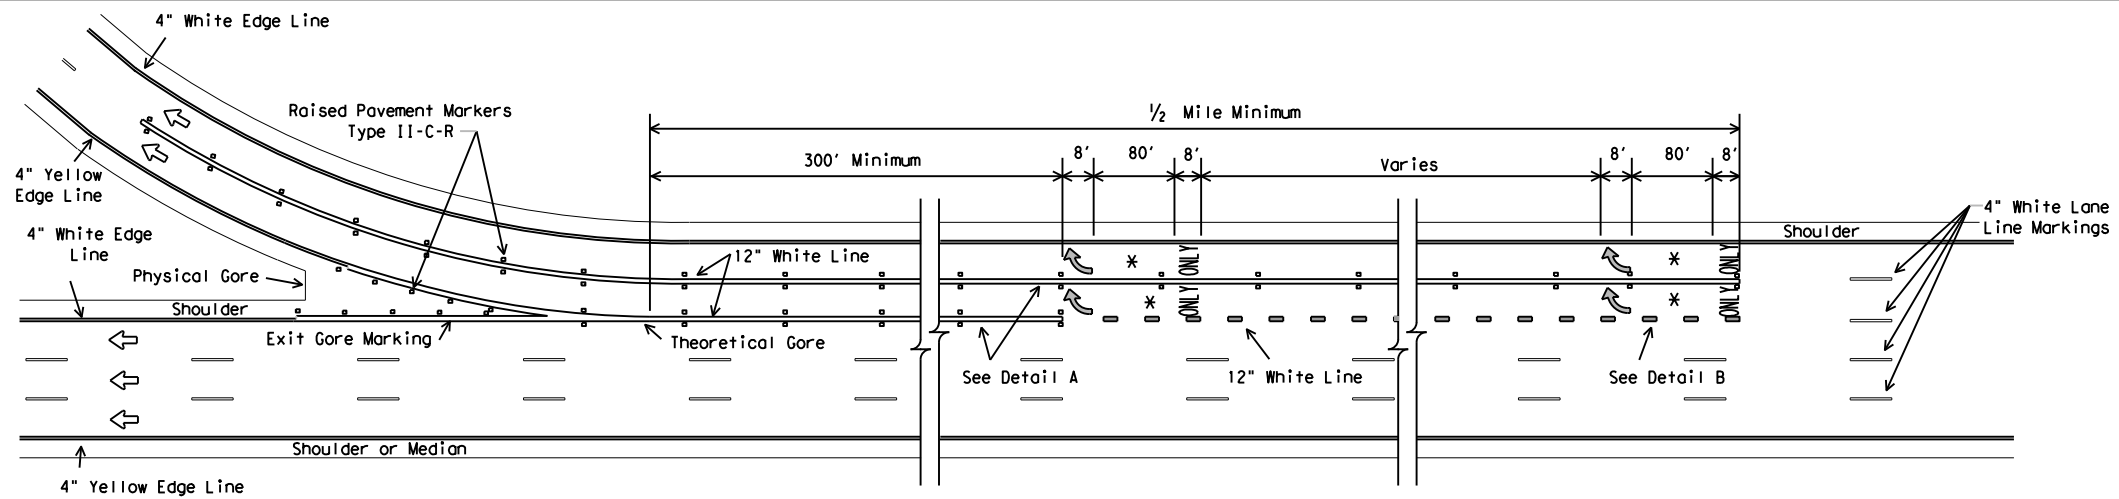 4" White Edge Line
Raised Pavement Markers
Type II-C-R
½ Mile Minimum
300' Minimum
8'
80'
8'
Varies
8'
80'
8'
4" Yellow
Edge Line
4" White Edge
Line
Physical Gore
Shoulder
Exit Gore Marking
12" White Line
Theoretical Gore
*
ONLY
*
ONLY
*
ONLY
*
ONLY
Shoulder
4" White Lane
Line Markings
See Detail A
12" White Line
See Detail B
Shoulder or Median
4" Yellow Edge Line